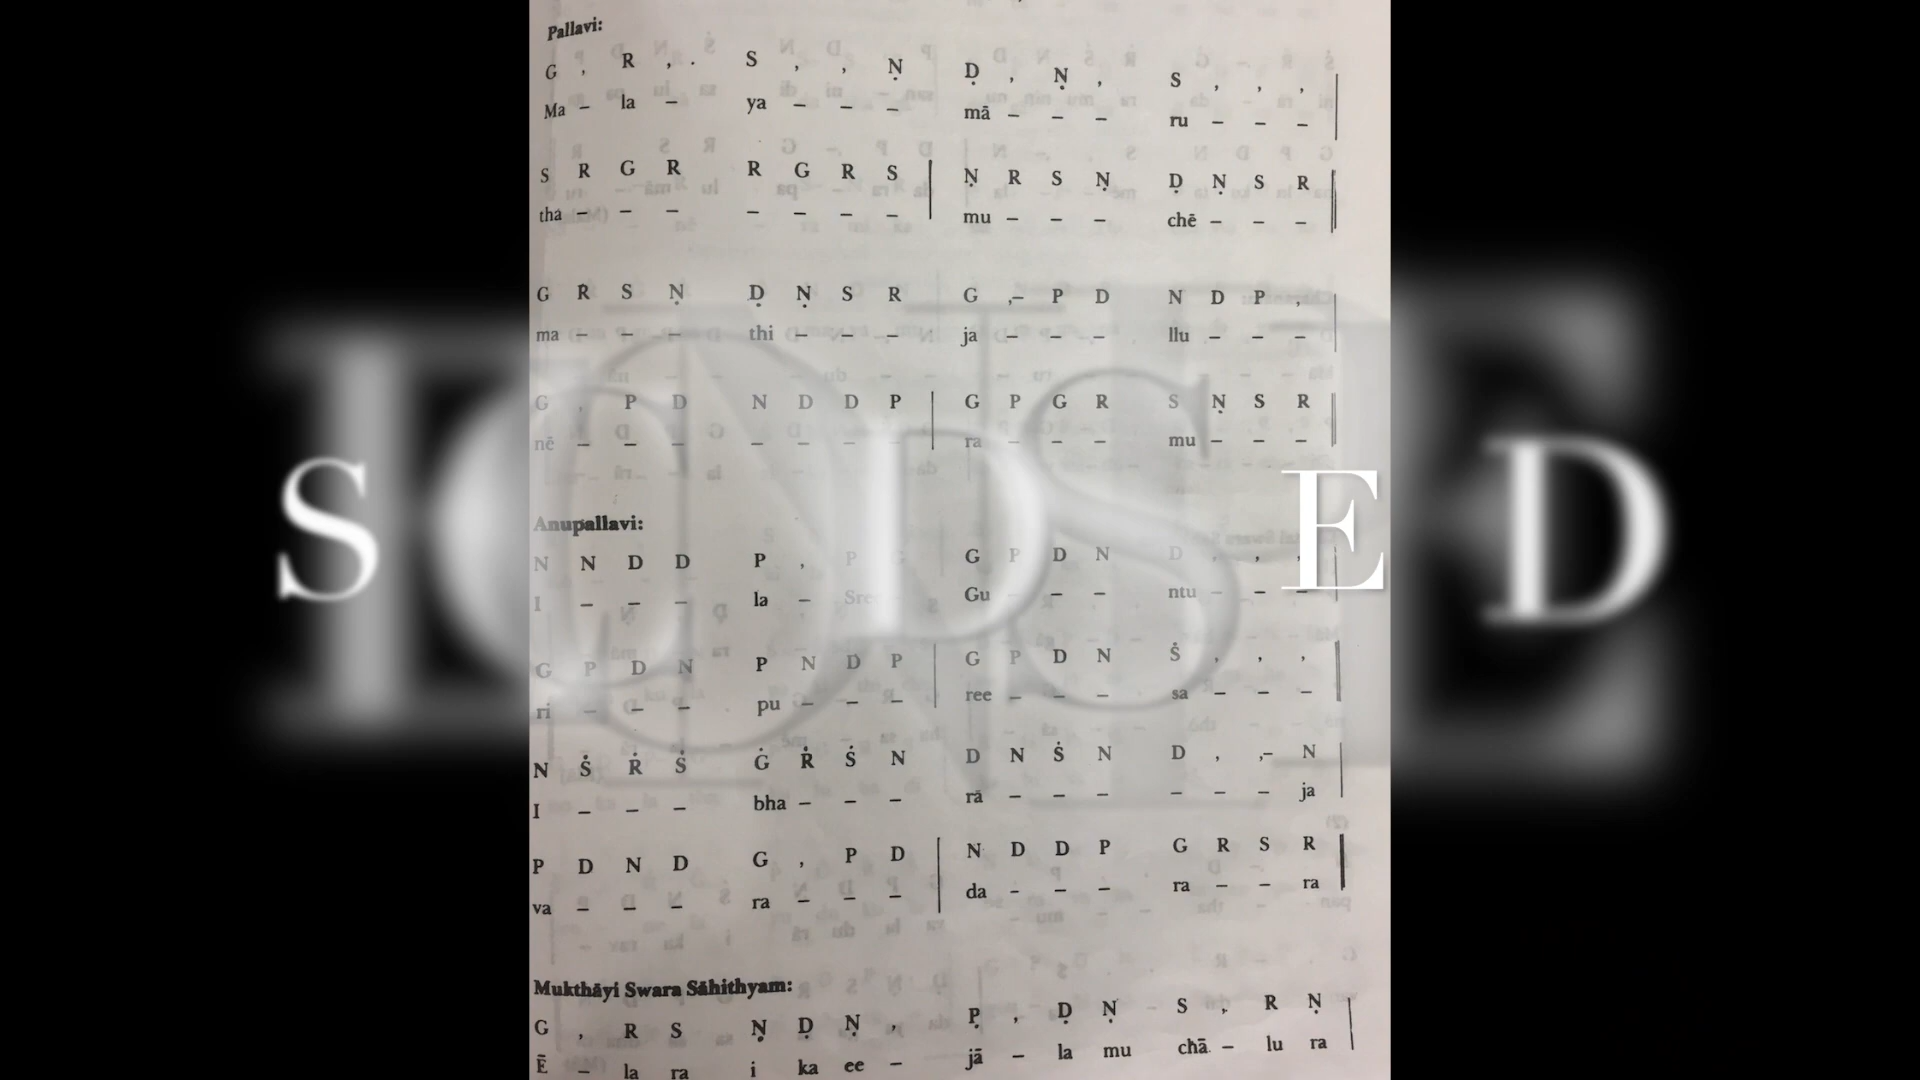 Pallavi:
G , R , . S , , Ṇ Ḍ , Ṇ , S , , , |
Ma – la – ya – – – mā – – – ru – – –
S R G R R G R S | Ṇ R S Ṇ Ḍ Ṇ S R ||
tha – – – – – – – mu – – – chē – – –
G R S Ṇ Ḍ Ṇ S R G ,– P D N D P , |
ma – – – thi – – – ja – – – llu – – –
G , P D N D D P | G P G R S Ṇ S R ||
nē – – – – – – – ra – – – mu – – –
Anupallavi:
N N D D P , P G G P D N D , , , |
I – – – la – Sree Gu – – ntu – – –
S D E D
G P D N P N D P | G P D N Ṡ , , , ||
ri – – – pu – – – ree – – – sa – – –
N Ṡ Ṙ Ṡ Ġ Ṙ Ṡ N D N Ṡ N D , ,– N |
I – – – bha – – – rā – – – – – – ja
P D N D G , P D | N D D P G R S R ||
va – – – ra – – – da – – – ra – – ra
Mukthāyi Swara Sāhithyam:
G , R S Ṇ Ḍ Ṇ , P̣ , Ḍ Ṇ S , R Ṇ |
Ē – la ra i ka ee – jā – la mu chā – lu ra